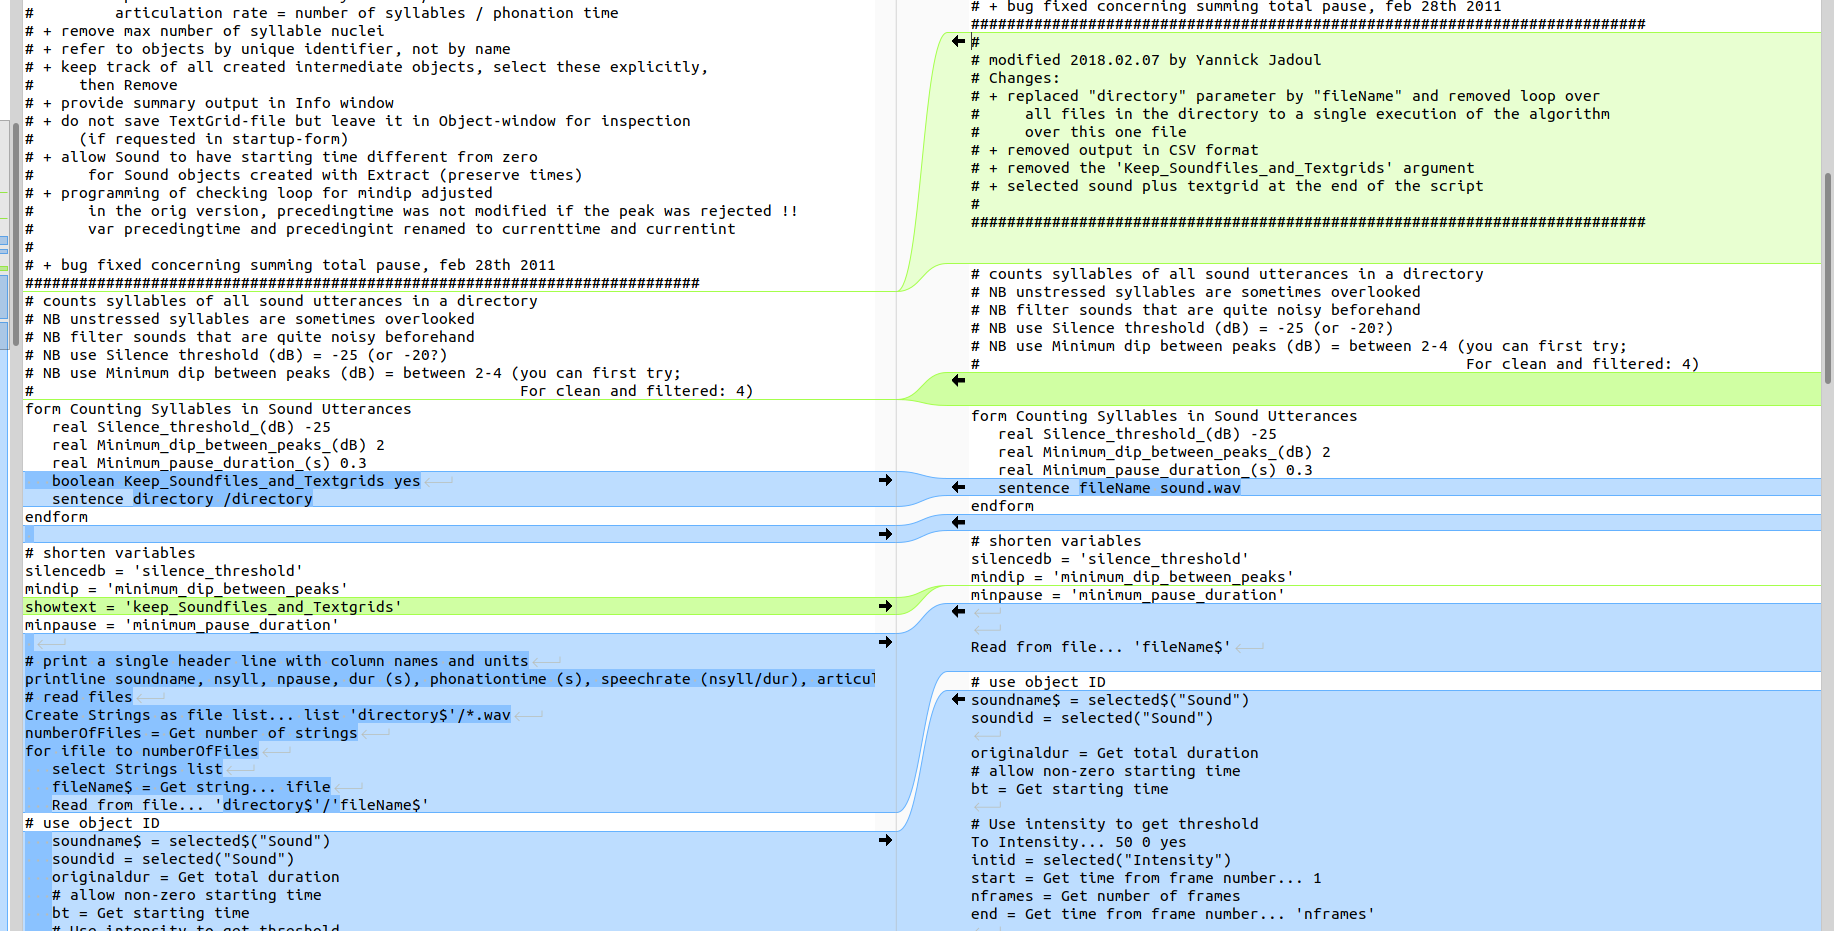 #         articulation rate = number of syllables / phonation time
# + remove max number of syllable nuclei
# + refer to objects by unique identifier, not by name
# + keep track of all created intermediate objects, select these explicitly,
#     then Remove
# + provide summary output in Info window
# + do not save TextGrid-file but leave it in Object-window for inspection
#     (if requested in startup-form)
# + allow Sound to have starting time different from zero
#      for Sound objects created with Extract (preserve times)
# + programming of checking loop for mindip adjusted
#      in the orig version, precedingtime was not modified if the peak was rejected !!
#      var precedingtime and precedingint renamed to currenttime and currentint
#
# + bug fixed concerning summing total pause, feb 28th 2011
###########################################################################
# counts syllables of all sound utterances in a directory
# NB unstressed syllables are sometimes overlooked
# NB filter sounds that are quite noisy beforehand
# NB use Silence threshold (dB) = -25 (or -20?)
# NB use Minimum dip between peaks (dB) = between 2-4 (you can first try;
#                                                      For clean and filtered: 4)
form Counting Syllables in Sound Utterances
   real Silence_threshold_(dB) -25
   real Minimum_dip_between_peaks_(dB) 2
   real Minimum_pause_duration_(s) 0.3
   boolean Keep_Soundfiles_and_Textgrids yes
   sentence directory /directory
endform
# shorten variables
silencedb = 'silence_threshold'
mindip = 'minimum_dip_between_peaks'
showtext = 'keep_Soundfiles_and_Textgrids'
minpause = 'minimum_pause_duration'
# print a single header line with column names and units
printline soundname, nsyll, npause, dur (s), phonationtime (s), speechrate (nsyll/dur), articul
# read files
Create Strings as file list... list 'directory$'/*.wav
numberOfFiles = Get number of strings
for ifile to numberOfFiles
   select Strings list
   fileName$ = Get string... ifile
   Read from file... 'directory$'/'fileName$'
# use object ID
   soundname$ = selected$("Sound")
   soundid = selected("Sound")
   originaldur = Get total duration
   # allow non-zero starting time
   bt = Get starting time
   # Use intensity to get threshold
# + bug fixed concerning summing total pause, feb 28th 2011
###########################################################################
#
# modified 2018.02.07 by Yannick Jadoul
# Changes:
# + replaced "directory" parameter by "fileName" and removed loop over
#     all files in the directory to a single execution of the algorithm
#     over this one file
# + removed output in CSV format
# + removed the 'Keep_Soundfiles_and_Textgrids' argument
# + selected sound plus textgrid at the end of the script
#
###########################################################################
# counts syllables of all sound utterances in a directory
# NB unstressed syllables are sometimes overlooked
# NB filter sounds that are quite noisy beforehand
# NB use Silence threshold (dB) = -25 (or -20?)
# NB use Minimum dip between peaks (dB) = between 2-4 (you can first try;
#                                                      For clean and filtered: 4)
form Counting Syllables in Sound Utterances
   real Silence_threshold_(dB) -25
   real Minimum_dip_between_peaks_(dB) 2
   real Minimum_pause_duration_(s) 0.3
   sentence fileName sound.wav
endform
# shorten variables
silencedb = 'silence_threshold'
mindip = 'minimum_dip_between_peaks'
minpause = 'minimum_pause_duration'
Read from file... 'fileName$'
# use object ID
soundname$ = selected$("Sound")
soundid = selected("Sound")
originaldur = Get total duration
# allow non-zero starting time
bt = Get starting time
# Use intensity to get threshold
To Intensity... 50 0 yes
intid = selected("Intensity")
start = Get time from frame number... 1
nframes = Get number of frames
end = Get time from frame number... 'nframes'